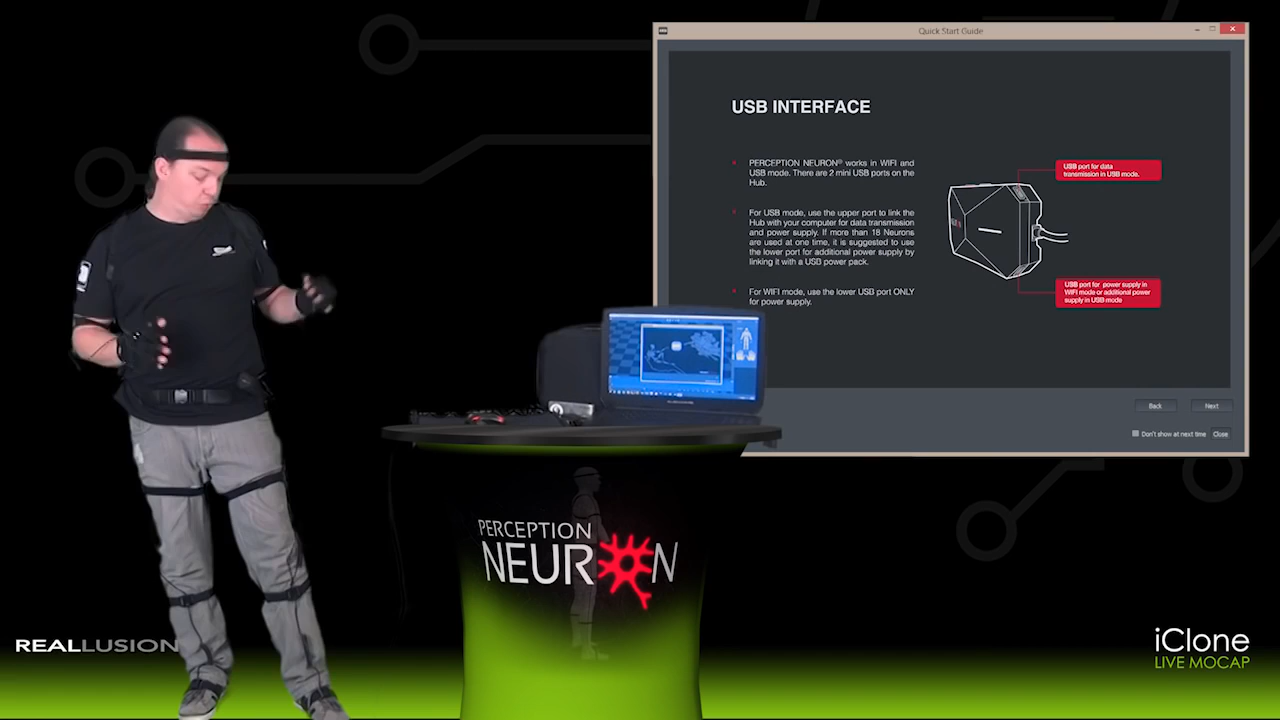 Quick Start Guide
USB INTERFACE
PERCEPTION NEURON® works in WIFI and
USB mode. There are 2 mini USB ports on the
Hub.
For USB mode, use the upper port to link the
Hub with your computer for data transmission
and power supply. If more than 18 Neurons
are used at one time, it is suggested to use
the lower port for additional power supply by
linking it with a USB power pack.
For WIFI mode, use the lower USB port ONLY
for power supply.
USB port for data
transmission in USB mode.
USB port for power supply in
WIFI mode or additional power
supply in USB mode
Back
Next
Don't show at next time
Close
PERCEPTION
NEURON
REALLUSION
iClone
LIVE MOCAP